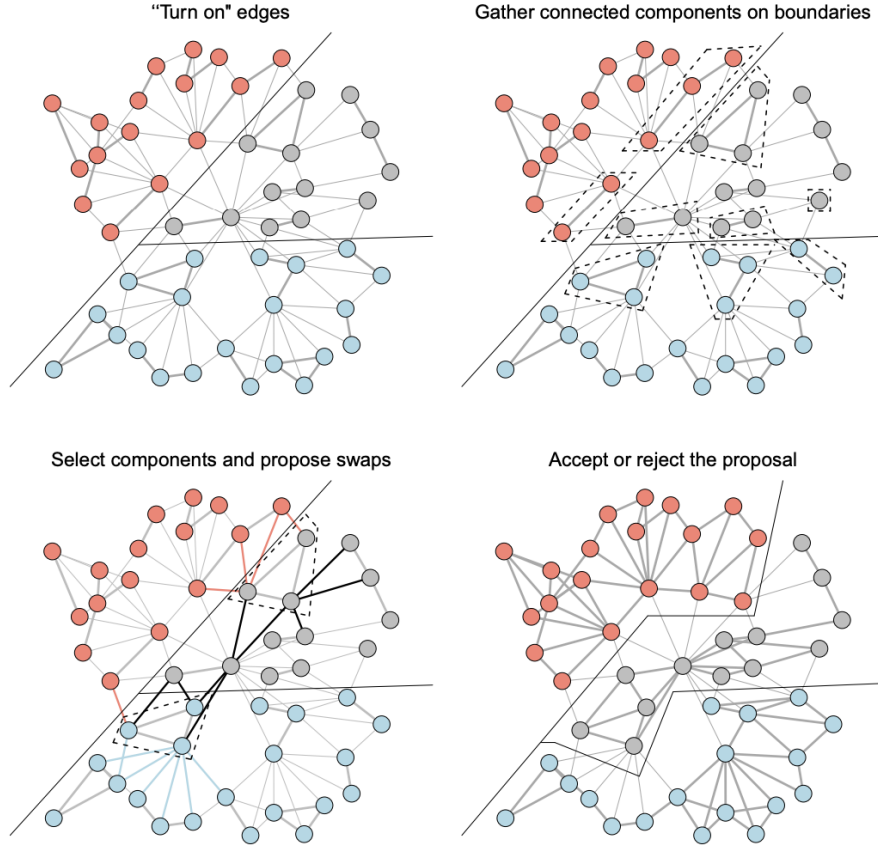 “Turn on" edges
Gather connected components on boundaries
Select components and propose swaps
Accept or reject the proposal